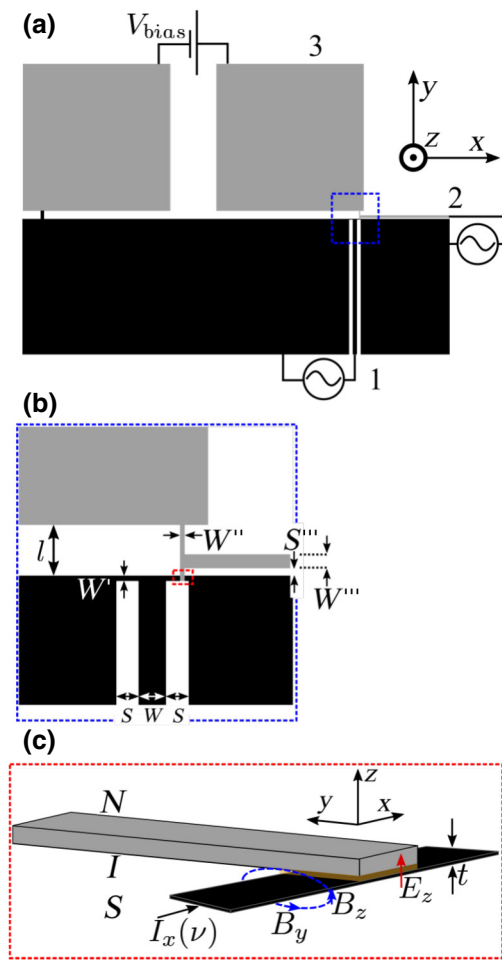 (a)
V_bias
3
y
z
x
2
1
(b)
l
W''
S'''
W'
W'''
S W S
(c)
N
z
y
x
I
t
S
E_z
B_z
I_x(ν)
B_y